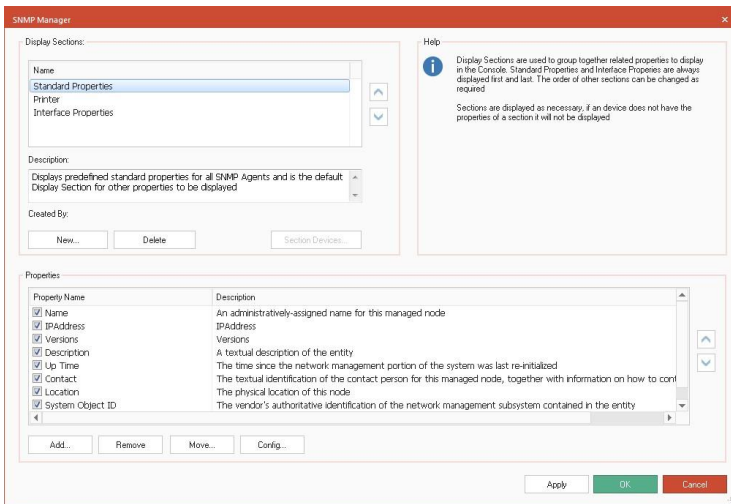 SNMP Manager
Display Sections:
Name
Standard Properties
Printer
Interface Properties
Description:
Displays predefined standard properties for all SNMP Agents and is the default
Display Section for other properties to be displayed
Created By:
New...
Delete
Section Devices...
Help
Display Sections are used to group together related properties to display
in the Console. Standard Properties and Interface Properies are always
displayed first and last. The order of other sections can be changed as
required
Sections are displayed as necessary, if an device does not have the
properties of a section it will not be displayed
Properties
Property Name Description
Name An administratively-assigned name for this managed node
IPAddress IPAddress
Versions Versions
Description A textual description of the entity
Up Time The time since the network management portion of the system was last re-initialized
Contact The textual identification of the contact person for this managed node, together with information on how to cont
Location The physical location of this node
System Object ID The vendor's authoritative identification of the network management subsystem contained in the entity
Add... Remove Move... Config...
Apply OK Cancel